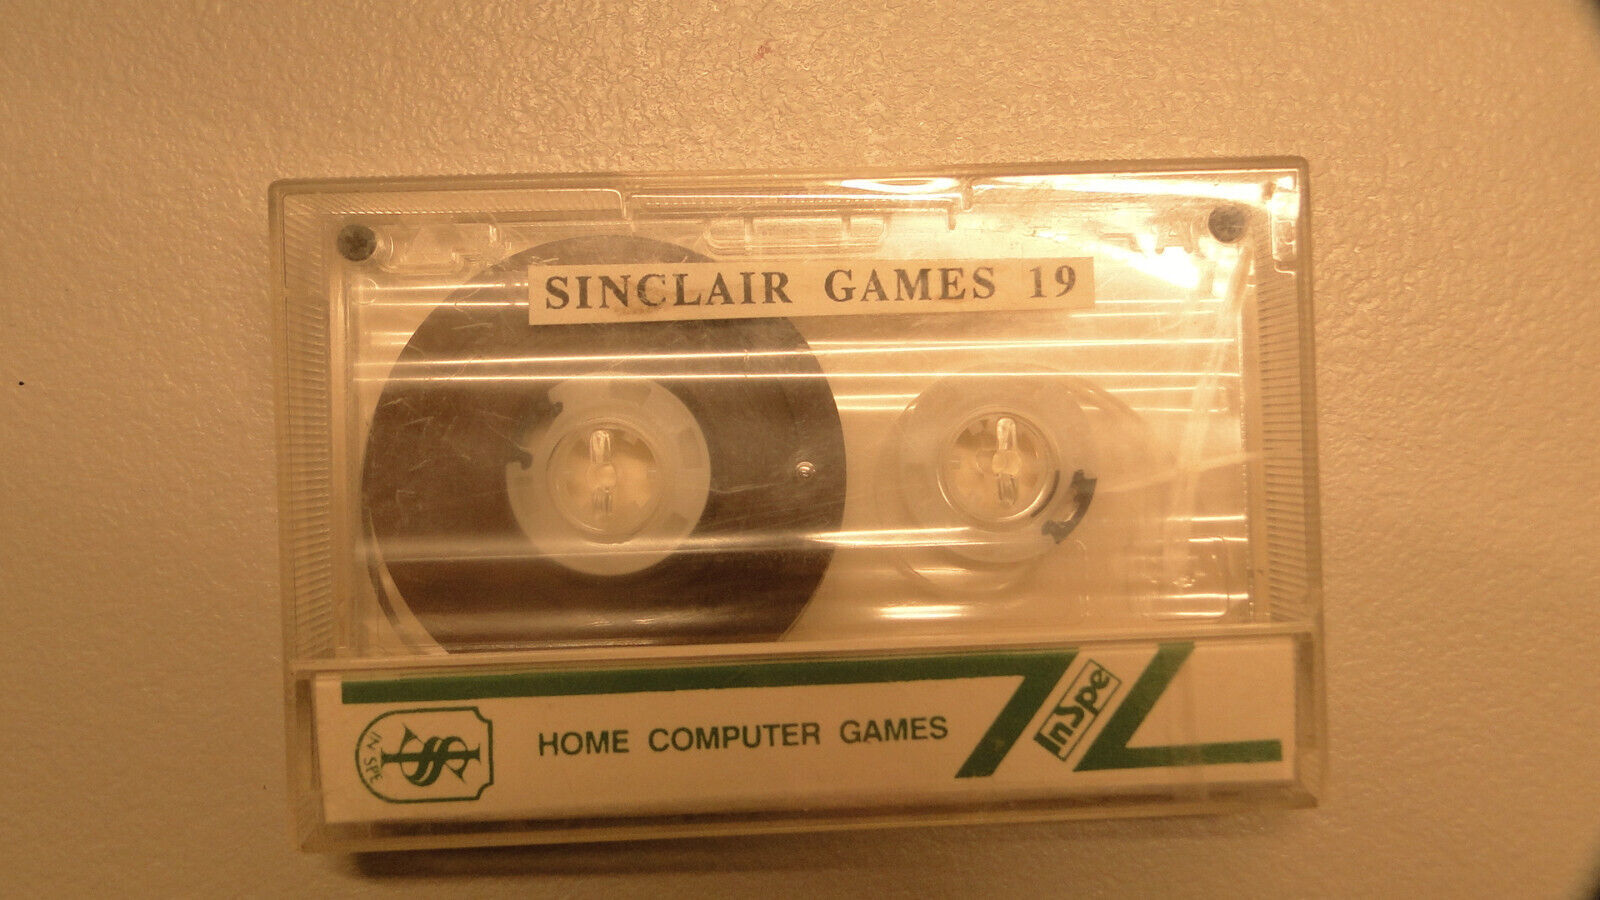 SINCLAIR GAMES 19
IN SPE
HOME COMPUTER GAMES
InSpe